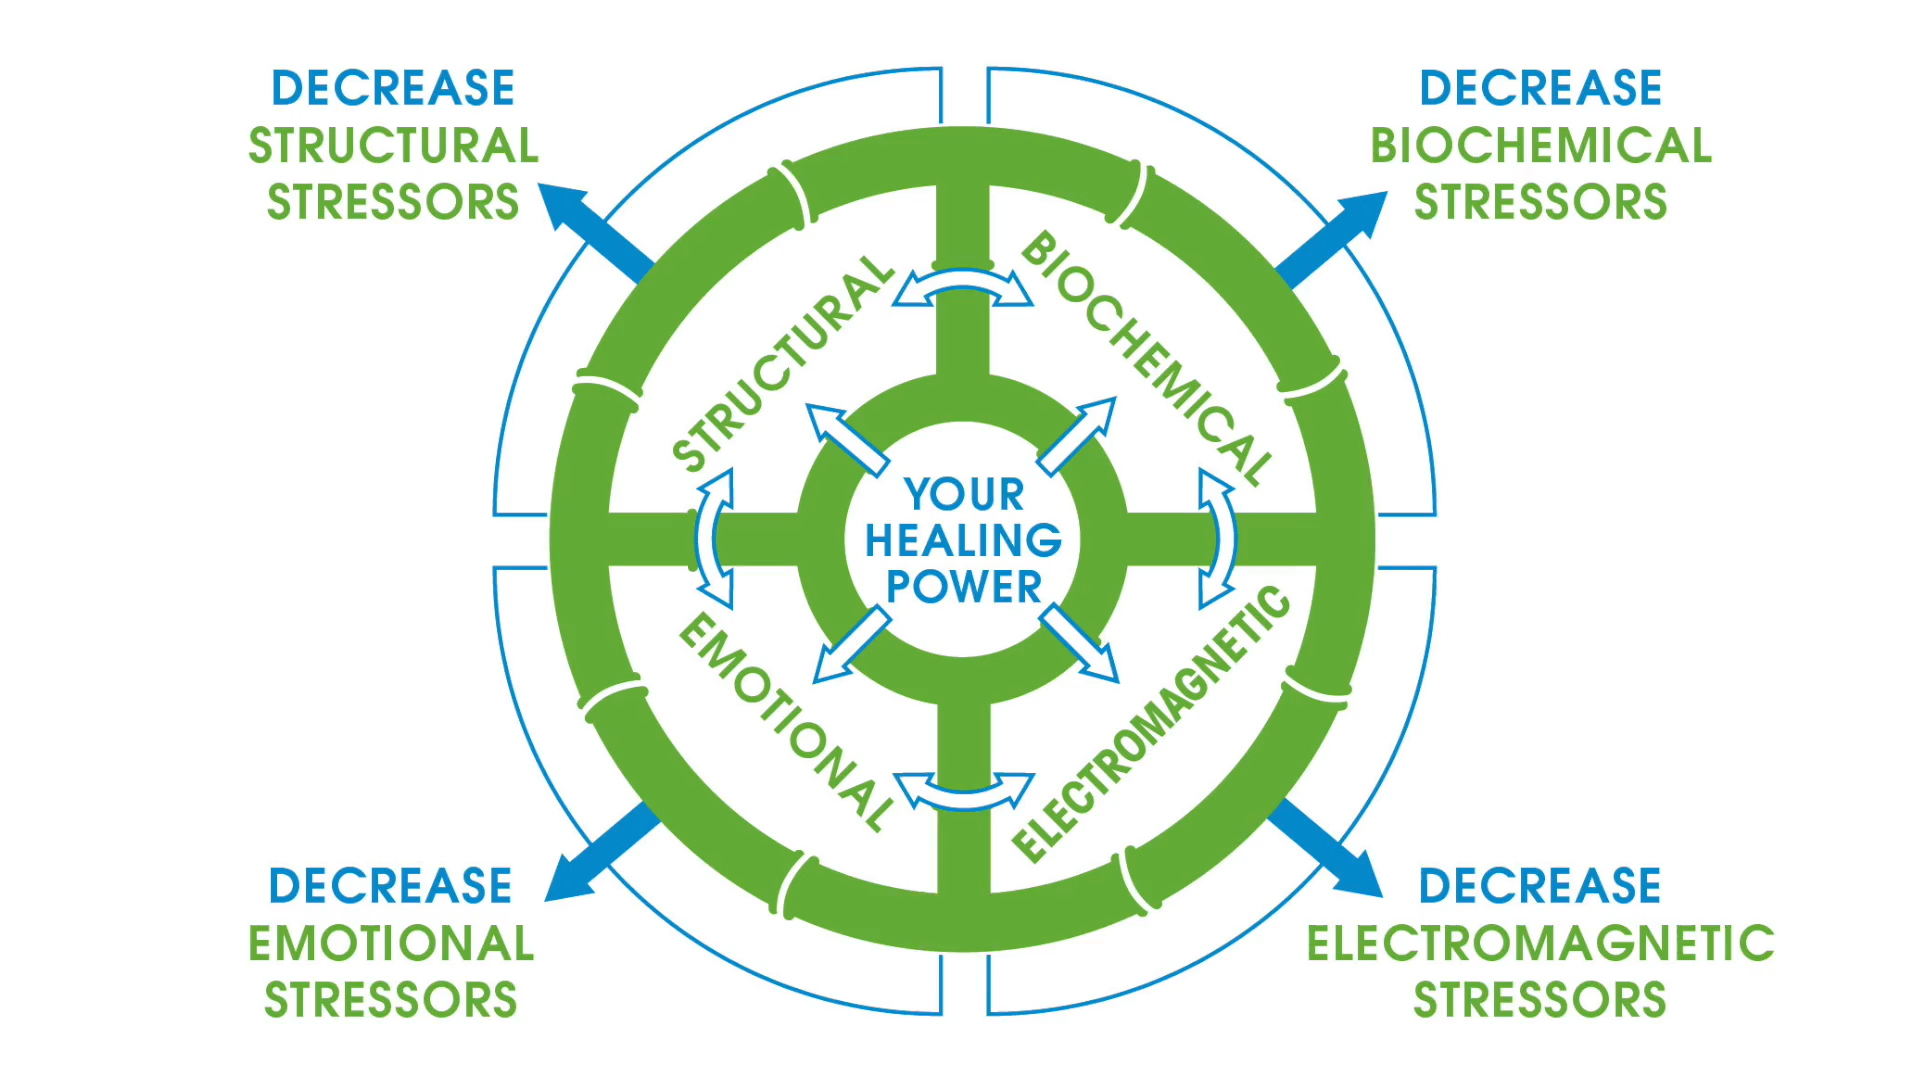 DECREASE
STRUCTURAL
STRESSORS
DECREASE
BIOCHEMICAL
STRESSORS
STRUCTURAL
BIOCHEMICAL
YOUR
HEALING
POWER
EMOTIONAL
ELECTROMAGNETIC
DECREASE
EMOTIONAL
STRESSORS
DECREASE
ELECTROMAGNETIC
STRESSORS